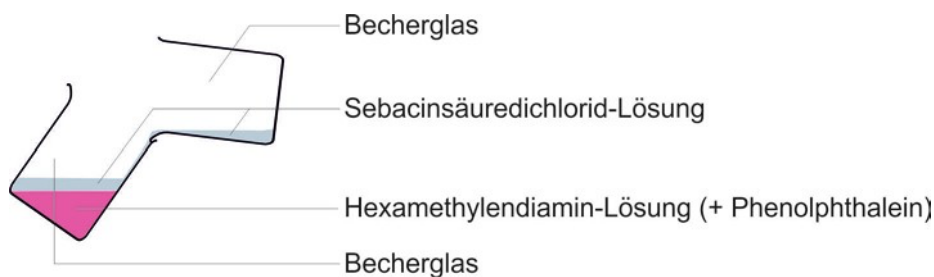 Becherglas
Sebacinsäuredichlorid-Lösung
Hexamethylendiamin-Lösung (+ Phenolphthalein)
Becherglas